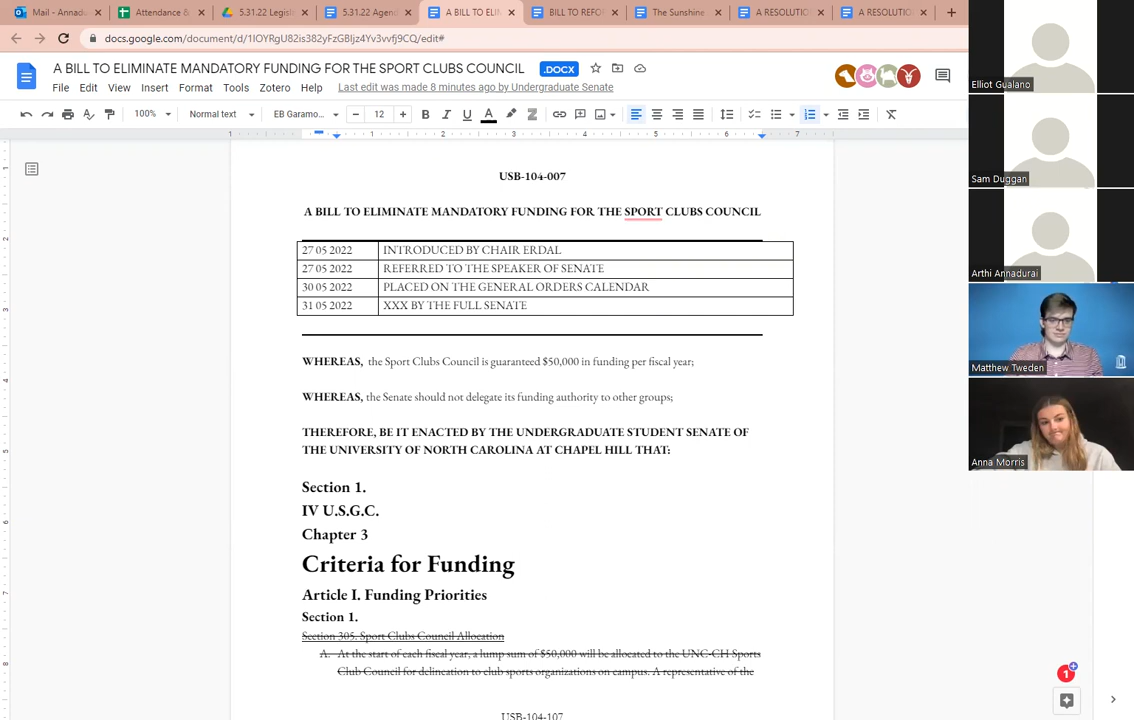 Mail - Annadu
Attendance &
5.31.22 Legisl
5.31.22 Agen
A BILL TO ELIM
BILL TO REFO
The Sunshine
A RESOLUTIO
A RESOLUTIO
docs.google.com/document/d/1IOYRgU82is382yFzGBIjz4Yv3vvfj9CQ/edit#
A BILL TO ELIMINATE MANDATORY FUNDING FOR THE SPORT CLUBS COUNCIL .DOCX
File Edit View Insert Format Tools Zotero Help Last edit was made 8 minutes ago by Undergraduate Senate
100% Normal text EB Garamo... 12 B I U A
1 1 2 3 4 5 6 7
USB-104-007
A BILL TO ELIMINATE MANDATORY FUNDING FOR THE SPORT CLUBS COUNCIL
27 05 2022 INTRODUCED BY CHAIR ERDAL
27 05 2022 REFERRED TO THE SPEAKER OF SENATE
30 05 2022 PLACED ON THE GENERAL ORDERS CALENDAR
31 05 2022 XXX BY THE FULL SENATE
WHEREAS, the Sport Clubs Council is guaranteed $50,000 in funding per fiscal year;
WHEREAS, the Senate should not delegate its funding authority to other groups;
THEREFORE, BE IT ENACTED BY THE UNDERGRADUATE STUDENT SENATE OF
THE UNIVERSITY OF NORTH CAROLINA AT CHAPEL HILL THAT:
Section 1.
IV U.S.G.C.
Chapter 3
Criteria for Funding
Article I. Funding Priorities
Section 1.
Section 305. Sport Clubs Council Allocation
A. At the start of each fiscal year, a lump sum of $50,000 will be allocated to the UNC-CH Sports
Club Council for delineation to club sports organizations on campus. A representative of the
USB-104-107
1
Elliot Gualano
Sam Duggan
Arthi Annadurai
Matthew Tweden
Anna Morris